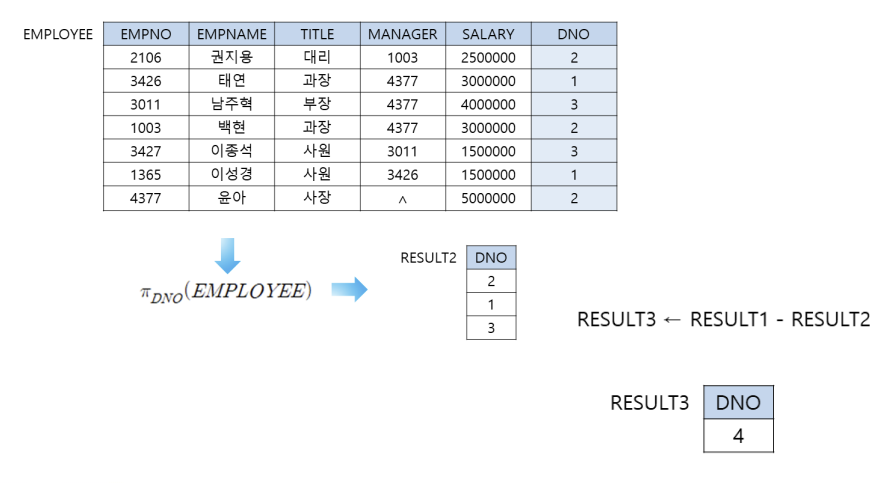 EMPLOYEE EMPNO EMPNAME TITLE MANAGER SALARY DNO
2106 권지용 대리 1003 2500000 2
3426 태연 과장 4377 3000000 1
3011 남주혁 부장 4377 4000000 3
1003 백현 과장 4377 3000000 2
3427 이종석 사원 3011 1500000 3
1365 이성경 사원 3426 1500000 1
4377 윤아 사장 ∧ 5000000 2
RESULT2 DNO
2
1
3
π_DNO(EMPLOYEE)
RESULT3 ← RESULT1 - RESULT2
RESULT3 DNO
4